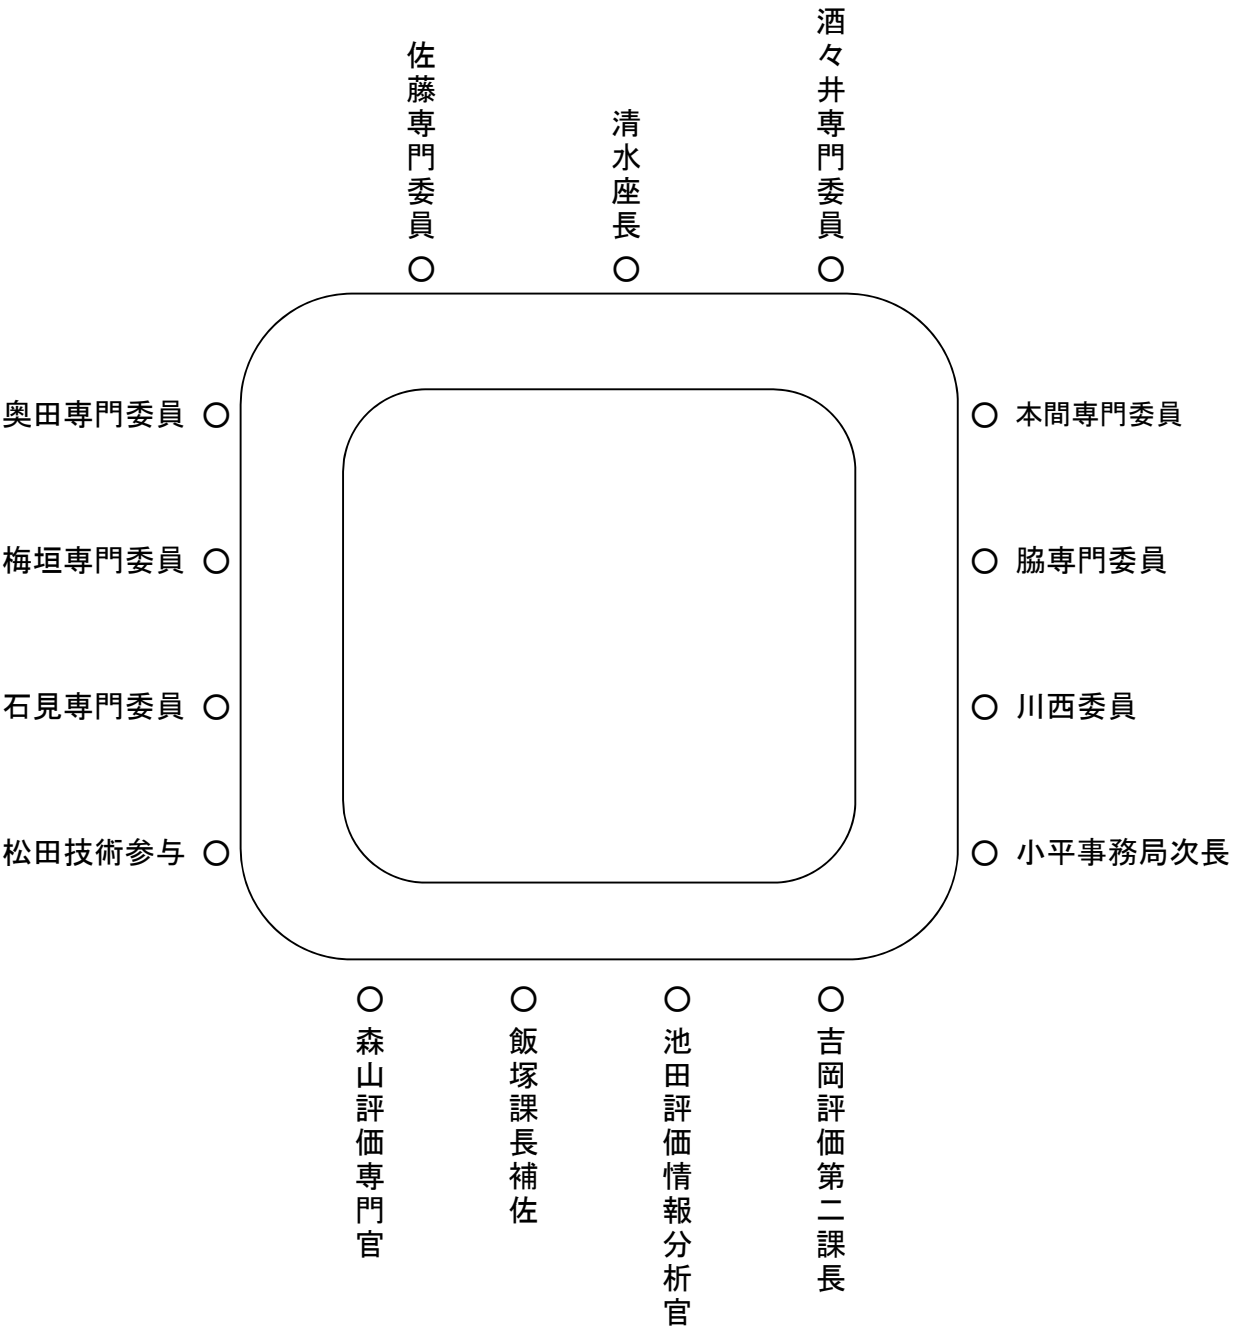 佐藤専門委員
清水座長
酒々井専門委員
奥田専門委員
本間専門委員
梅垣専門委員
脇専門委員
石見専門委員
川西委員
松田技術参与
小平事務局次長
森山評価専門官
飯塚課長補佐
池田評価情報分析官
吉岡評価第二課長